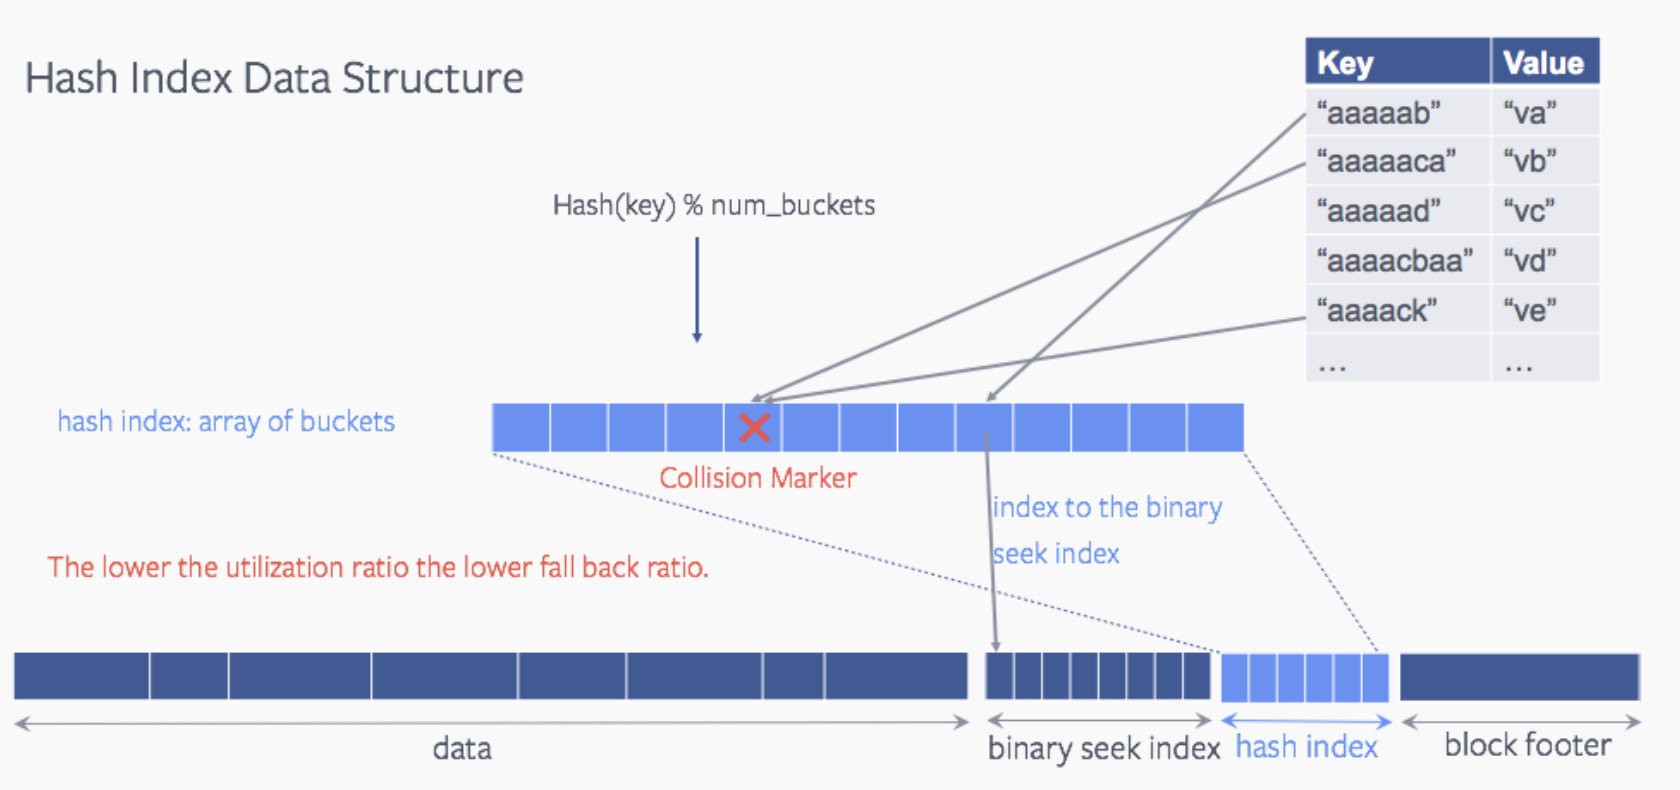 Hash Index Data Structure
Key Value
“aaaaab” “va”
“aaaaaca” “vb”
“aaaaad” “vc”
“aaaacbaa” “vd”
“aaaack” “ve”
... ...
Hash(key) % num_buckets
hash index: array of buckets
Collision Marker
index to the binary
seek index
The lower the utilization ratio the lower fall back ratio.
data
binary seek index
hash index
block footer